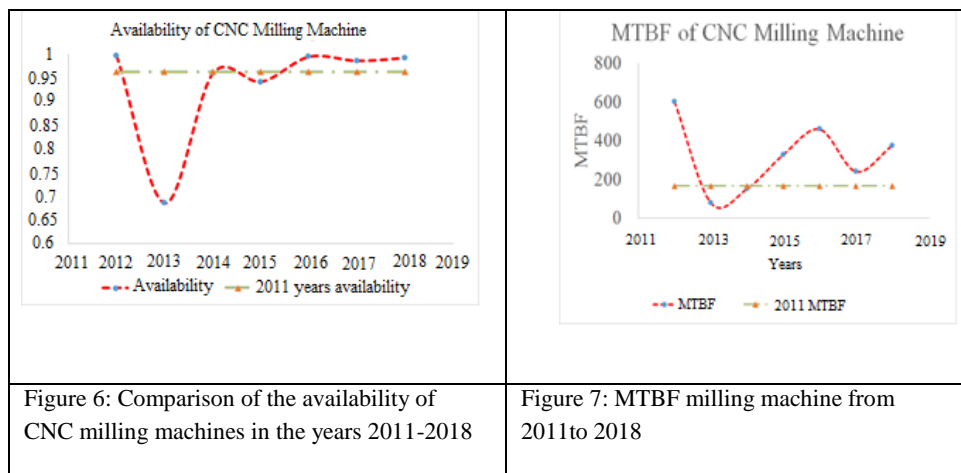 Availability of CNC Milling Machine
1
0.95
0.9
0.85
0.8
0.75
0.7
0.65
0.6
2011 2012 2013 2014 2015 2016 2017 2018 2019
Availability 2011 years availability
MTBF of CNC Milling Machine
800
600
400
200
0
MTBF
2011 2013 2015 2017 2019
Years
MTBF 2011 MTBF
Figure 6: Comparison of the availability of
CNC milling machines in the years 2011-2018
Figure 7: MTBF milling machine from
2011to 2018